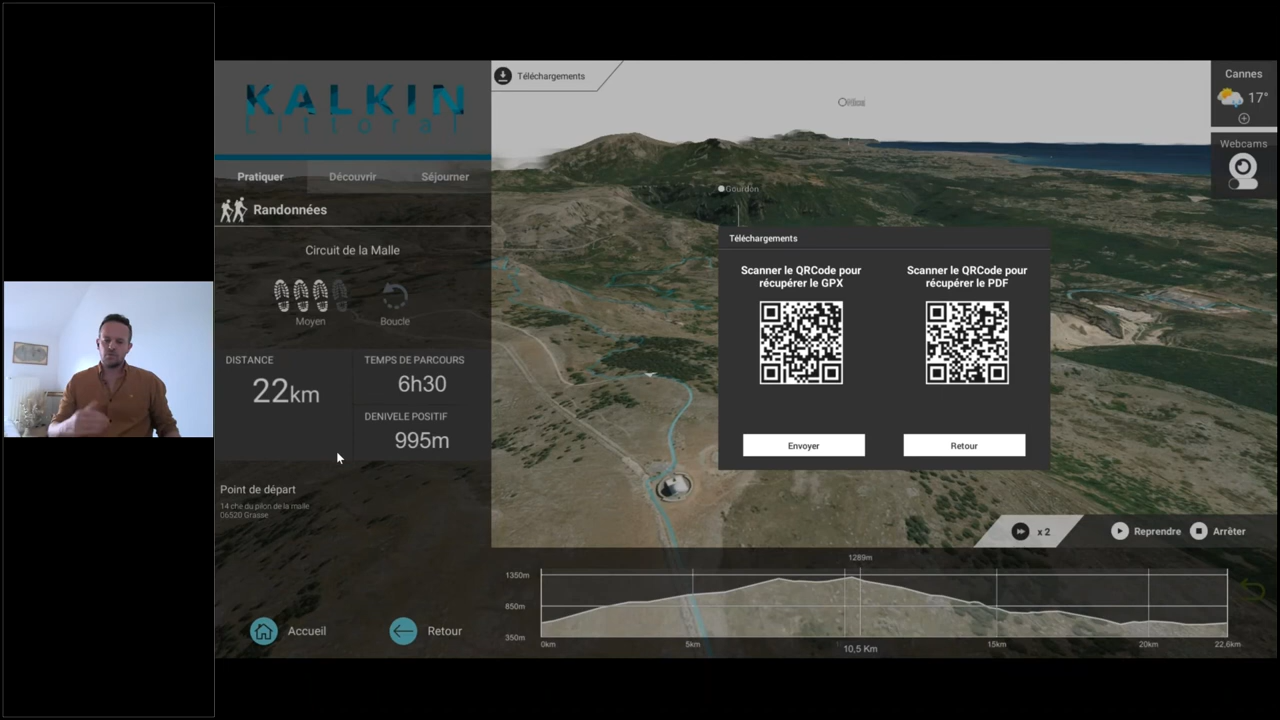 KALKIN
Littoral
Pratiquer
Découvrir
Séjourner
Randonnées
Circuit de la Malle
Moyen
Boucle
DISTANCE
22km
TEMPS DE PARCOURS
6h30
DENIVELE POSITIF
995m
Point de départ
14 che du pilon de la malle
06520 Grasse
Accueil
Retour
Téléchargements
Nice
Gourdon
Cannes
17°
Webcams
Téléchargements
Scanner le QRCode pour
récupérer le GPX
Scanner le QRCode pour
récupérer le PDF
Envoyer
Retour
x 2
Reprendre
Arrêter
1289m
1350m
850m
350m
0km
5km
10,5 Km
15km
20km
22,6km